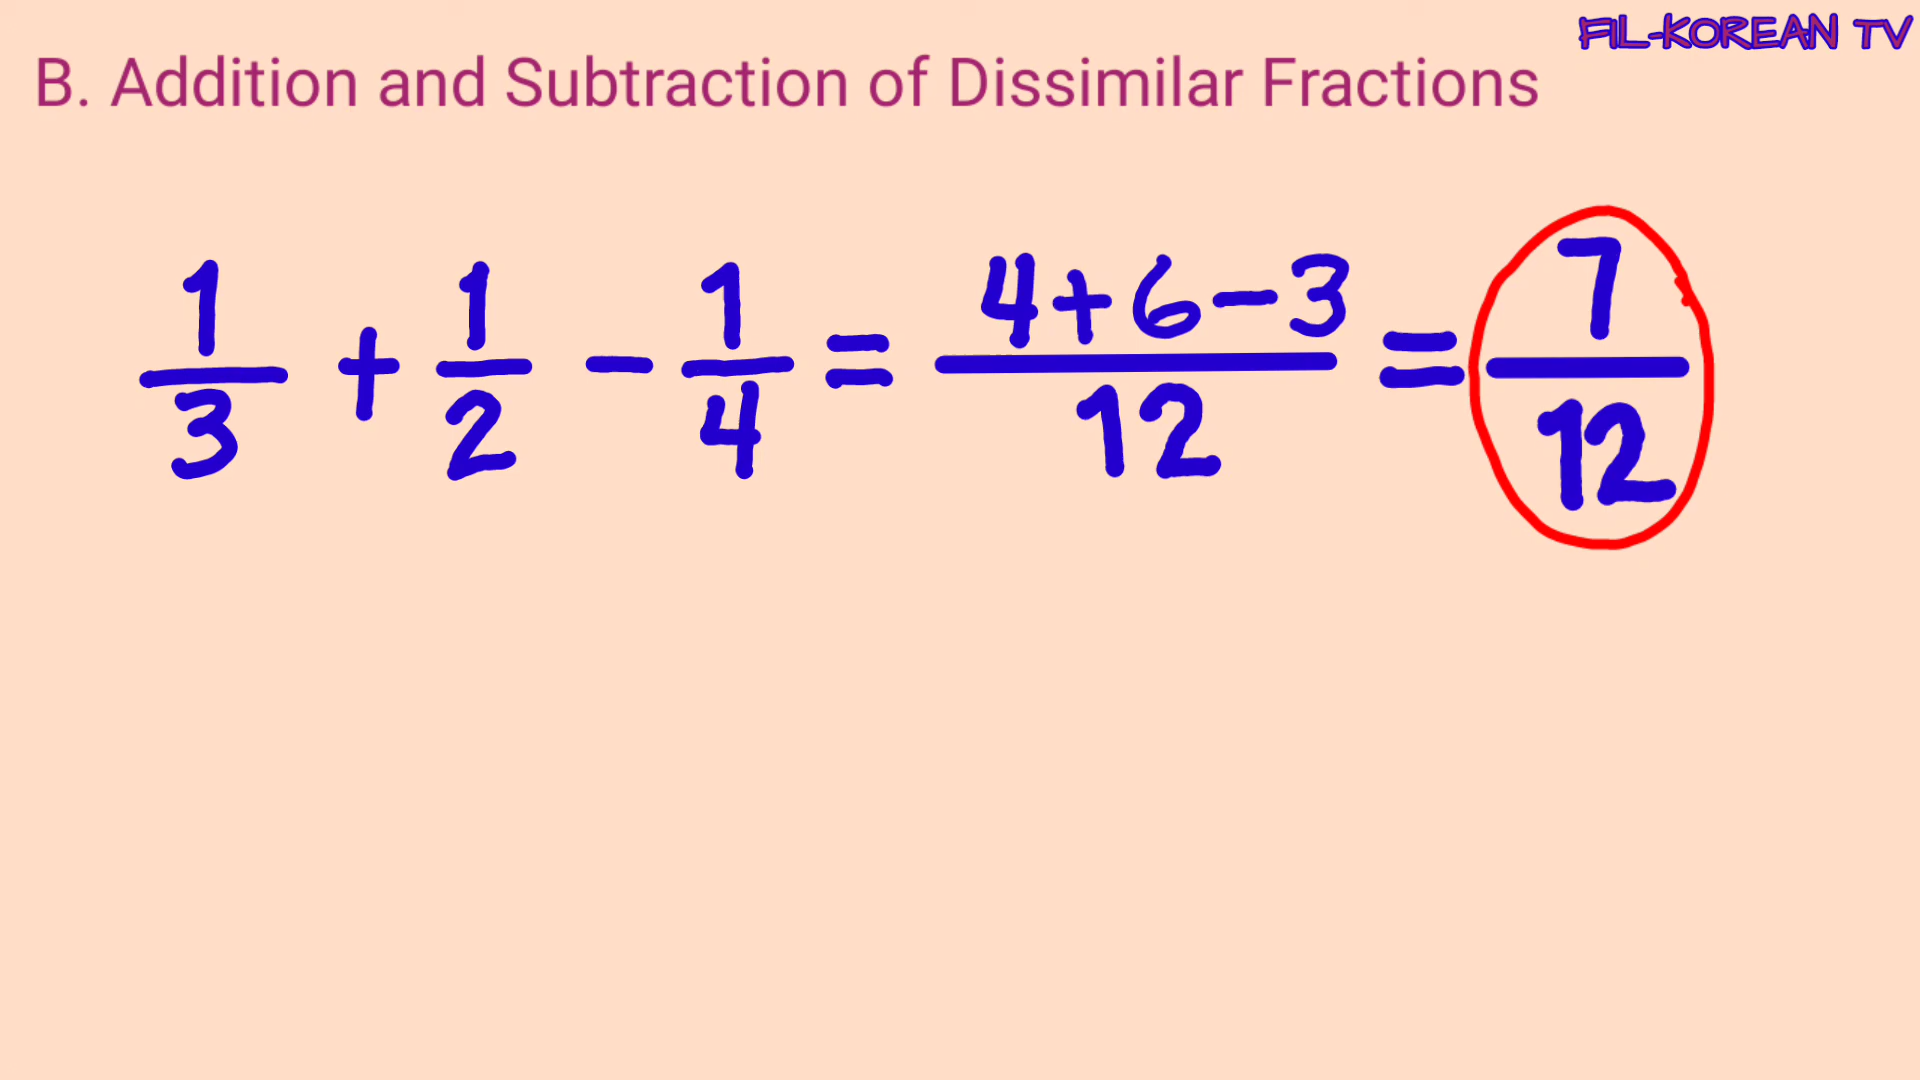 FIL-KOREAN TV
B. Addition and Subtraction of Dissimilar Fractions
1/3 + 1/2 - 1/4 = 4+6-3/12 = 7/12